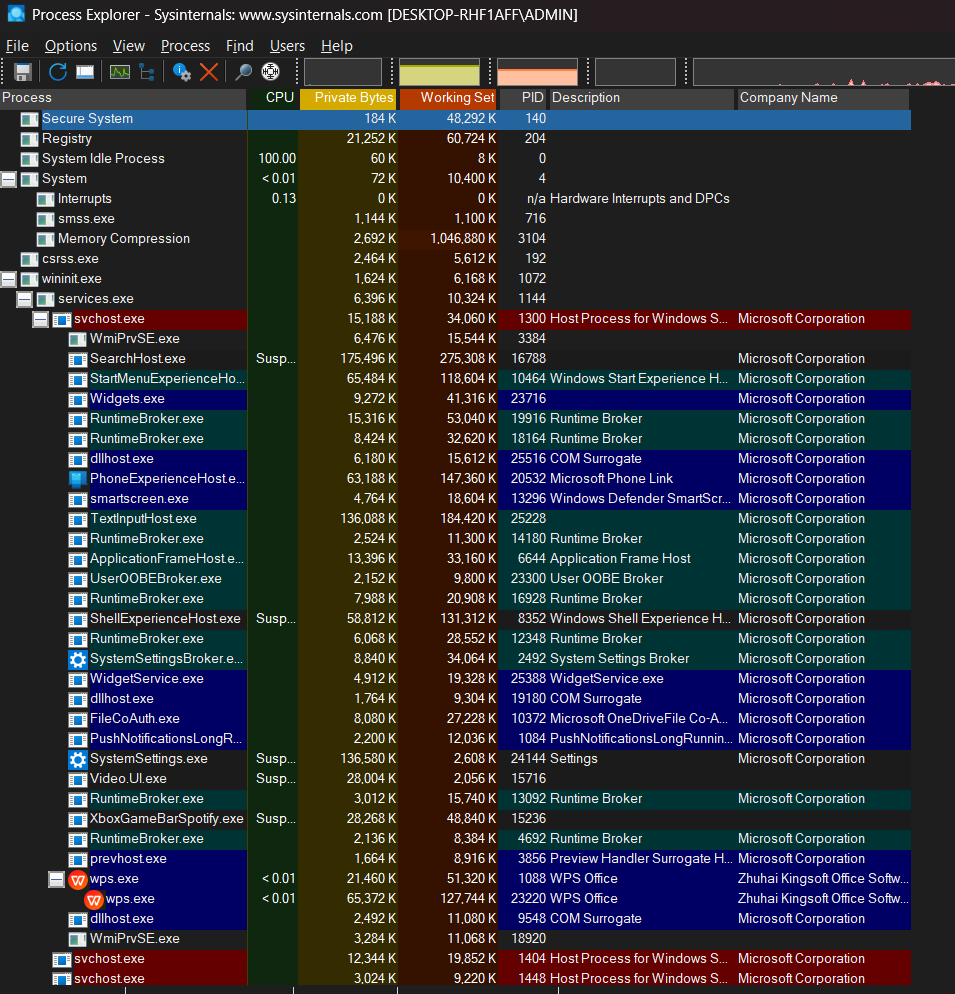 Process Explorer - Sysinternals: www.sysinternals.com [DESKTOP-RHF1AFF\ADMIN]
File Options View Process Find Users Help
Process CPU Private Bytes Working Set PID Description Company Name
Secure System 184 K 48,292 K 140
Registry 21,252 K 60,724 K 204
System Idle Process 100.00 60 K 8 K 0
System < 0.01 72 K 10,400 K 4
Interrupts 0.13 0 K 0 K n/a Hardware Interrupts and DPCs
smss.exe 1,144 K 1,100 K 716
Memory Compression 2,692 K 1,046,880 K 3104
csrss.exe 2,464 K 5,612 K 192
wininit.exe 1,624 K 6,168 K 1072
services.exe 6,396 K 10,324 K 1144
svchost.exe 15,188 K 34,060 K 1300 Host Process for Windows S... Microsoft Corporation
WmiPrvSE.exe 6,476 K 15,544 K 3384
SearchHost.exe Susp... 175,496 K 275,308 K 16788 Microsoft Corporation
StartMenuExperienceHo... 65,484 K 118,604 K 10464 Windows Start Experience H... Microsoft Corporation
Widgets.exe 9,272 K 41,316 K 23716 Microsoft Corporation
RuntimeBroker.exe 15,316 K 53,040 K 19916 Runtime Broker Microsoft Corporation
RuntimeBroker.exe 8,424 K 32,620 K 18164 Runtime Broker Microsoft Corporation
dllhost.exe 6,180 K 15,612 K 25516 COM Surrogate Microsoft Corporation
PhoneExperienceHost.e... 63,188 K 147,360 K 20532 Microsoft Phone Link Microsoft Corporation
smartscreen.exe 4,764 K 18,604 K 13296 Windows Defender SmartScr... Microsoft Corporation
TextInputHost.exe 136,088 K 184,420 K 25228 Microsoft Corporation
RuntimeBroker.exe 2,524 K 11,300 K 14180 Runtime Broker Microsoft Corporation
ApplicationFrameHost.e... 13,396 K 33,160 K 6644 Application Frame Host Microsoft Corporation
UserOOBEBroker.exe 2,152 K 9,800 K 23300 User OOBE Broker Microsoft Corporation
RuntimeBroker.exe 7,988 K 20,908 K 16928 Runtime Broker Microsoft Corporation
ShellExperienceHost.exe Susp... 58,812 K 131,312 K 8352 Windows Shell Experience H... Microsoft Corporation
RuntimeBroker.exe 6,068 K 28,552 K 12348 Runtime Broker Microsoft Corporation
SystemSettingsBroker.e... 8,840 K 34,064 K 2492 System Settings Broker Microsoft Corporation
WidgetService.exe 4,912 K 19,328 K 25388 WidgetService.exe Microsoft Corporation
dllhost.exe 1,764 K 9,304 K 19180 COM Surrogate Microsoft Corporation
FileCoAuth.exe 8,080 K 27,228 K 10372 Microsoft OneDriveFile Co-A... Microsoft Corporation
PushNotificationsLongR... 2,200 K 12,036 K 1084 PushNotificationsLongRunnin... Microsoft Corporation
SystemSettings.exe Susp... 136,580 K 2,608 K 24144 Settings Microsoft Corporation
Video.UI.exe Susp... 28,004 K 2,056 K 15716
RuntimeBroker.exe 3,012 K 15,740 K 13092 Runtime Broker Microsoft Corporation
XboxGameBarSpotify.exe Susp... 28,268 K 48,840 K 15236
RuntimeBroker.exe 2,136 K 8,384 K 4692 Runtime Broker Microsoft Corporation
prevhost.exe 1,664 K 8,916 K 3856 Preview Handler Surrogate H... Microsoft Corporation
wps.exe < 0.01 21,460 K 51,320 K 1088 WPS Office Zhuhai Kingsoft Office Softw...
wps.exe < 0.01 65,372 K 127,744 K 23220 WPS Office Zhuhai Kingsoft Office Softw...
dllhost.exe 2,492 K 11,080 K 9548 COM Surrogate Microsoft Corporation
WmiPrvSE.exe 3,284 K 11,068 K 18920
svchost.exe 12,344 K 19,852 K 1404 Host Process for Windows S... Microsoft Corporation
svchost.exe 3,024 K 9,220 K 1448 Host Process for Windows S... Microsoft Corporation